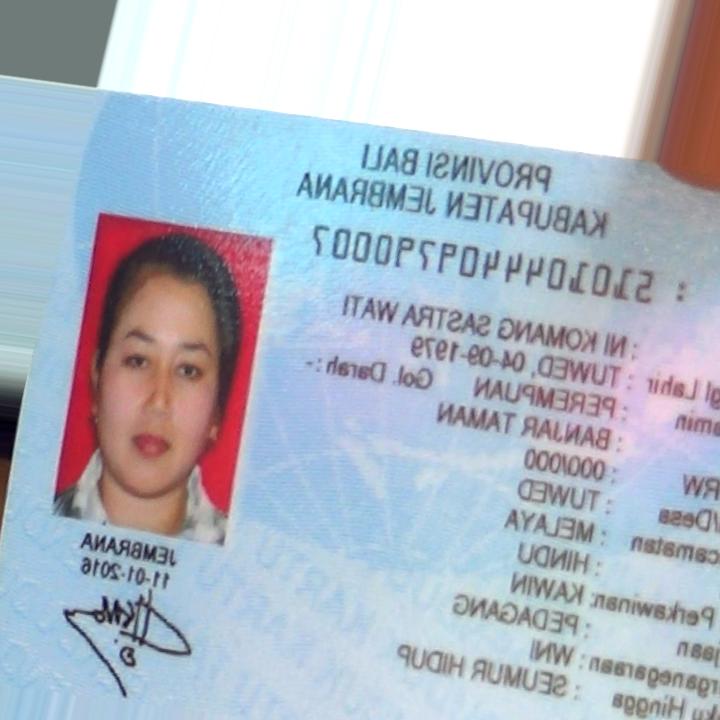 PROVINSI BALI
KABUPATEN JEMBRANA
: 5101044409790007
: NI KOMANG SASTRA WATI
gl Lahir : TUWED, 04-09-1979
amin : PEREMPUAN Gol. Darah : -
: BANJAR TAMAN
RW : 000/000
/Desa : TUWED
camatan : MELAYA
: HINDU
Perkawinan: KAWIN
jaan : PEDAGANG
rganegaraan: WNI
ku Hingga : SEUMUR HIDUP
JEMBRANA
11-01-2016